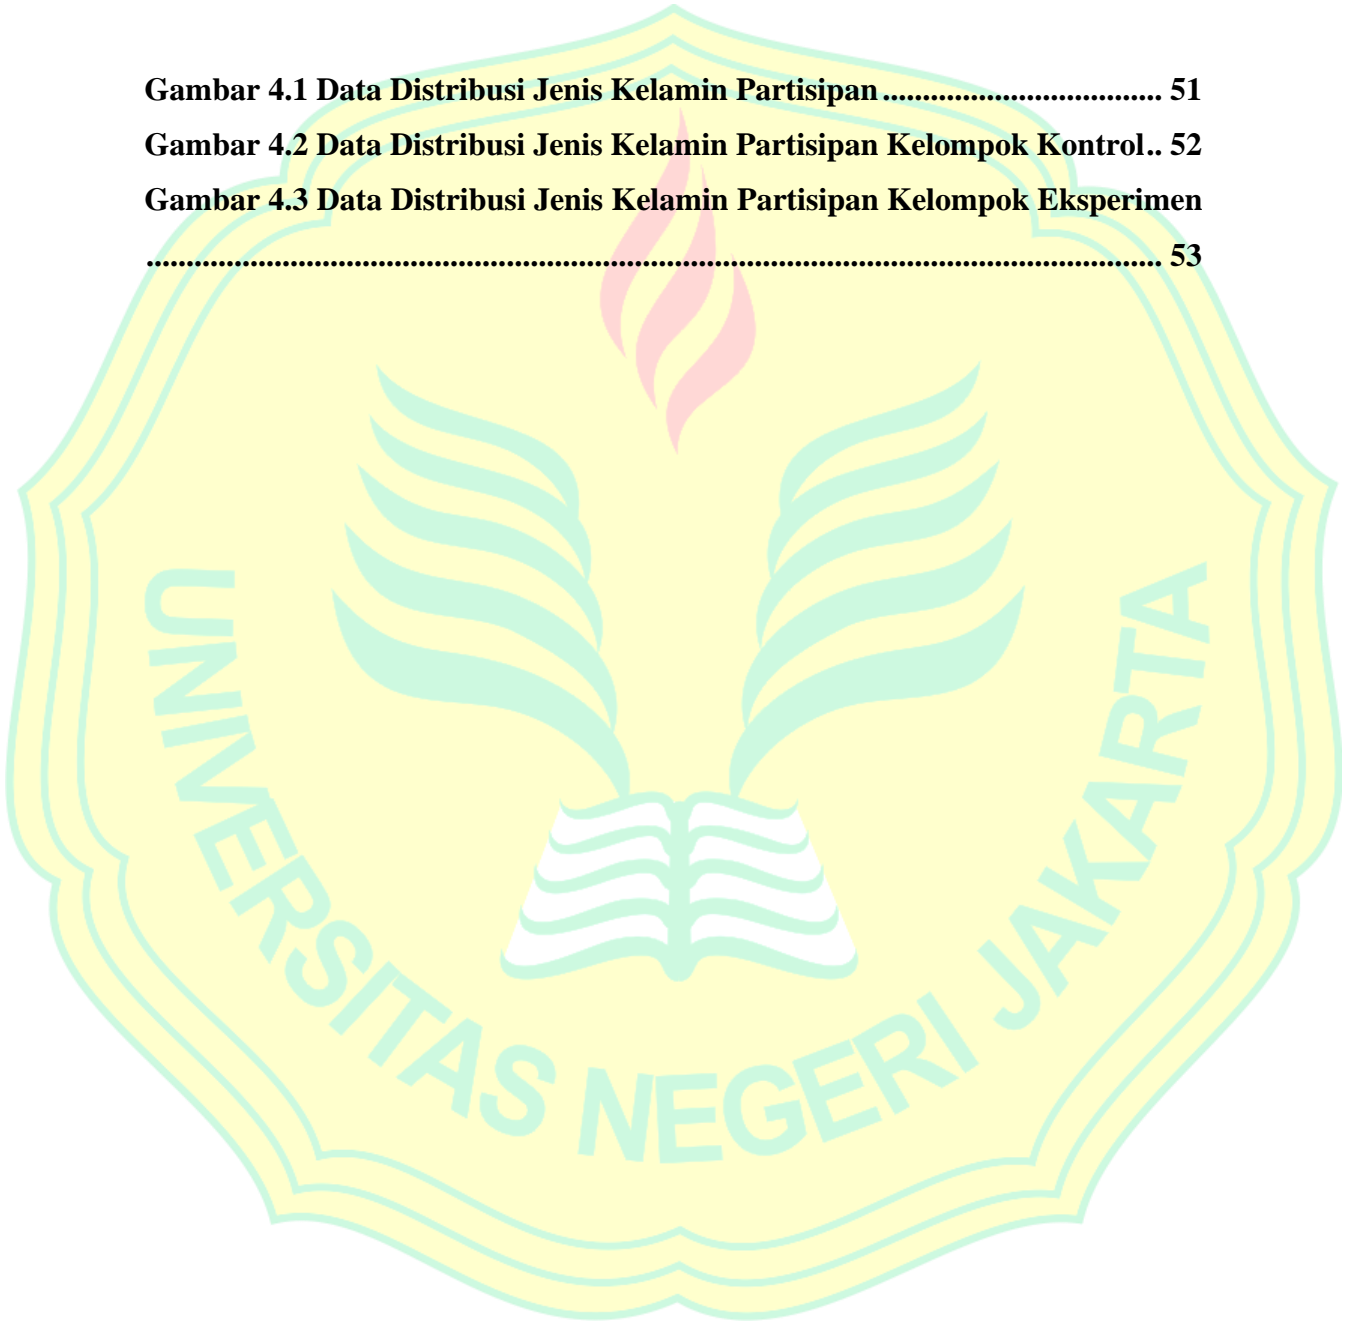 Gambar 4.1 Data Distribusi Jenis Kelamin Partisipan ................................... 51
Gambar 4.2 Data Distribusi Jenis Kelamin Partisipan Kelompok Kontrol.. 52
Gambar 4.3 Data Distribusi Jenis Kelamin Partisipan Kelompok Eksperimen
................................................................................................................................ 53
UNIVERSITAS NEGERI JAKARTA